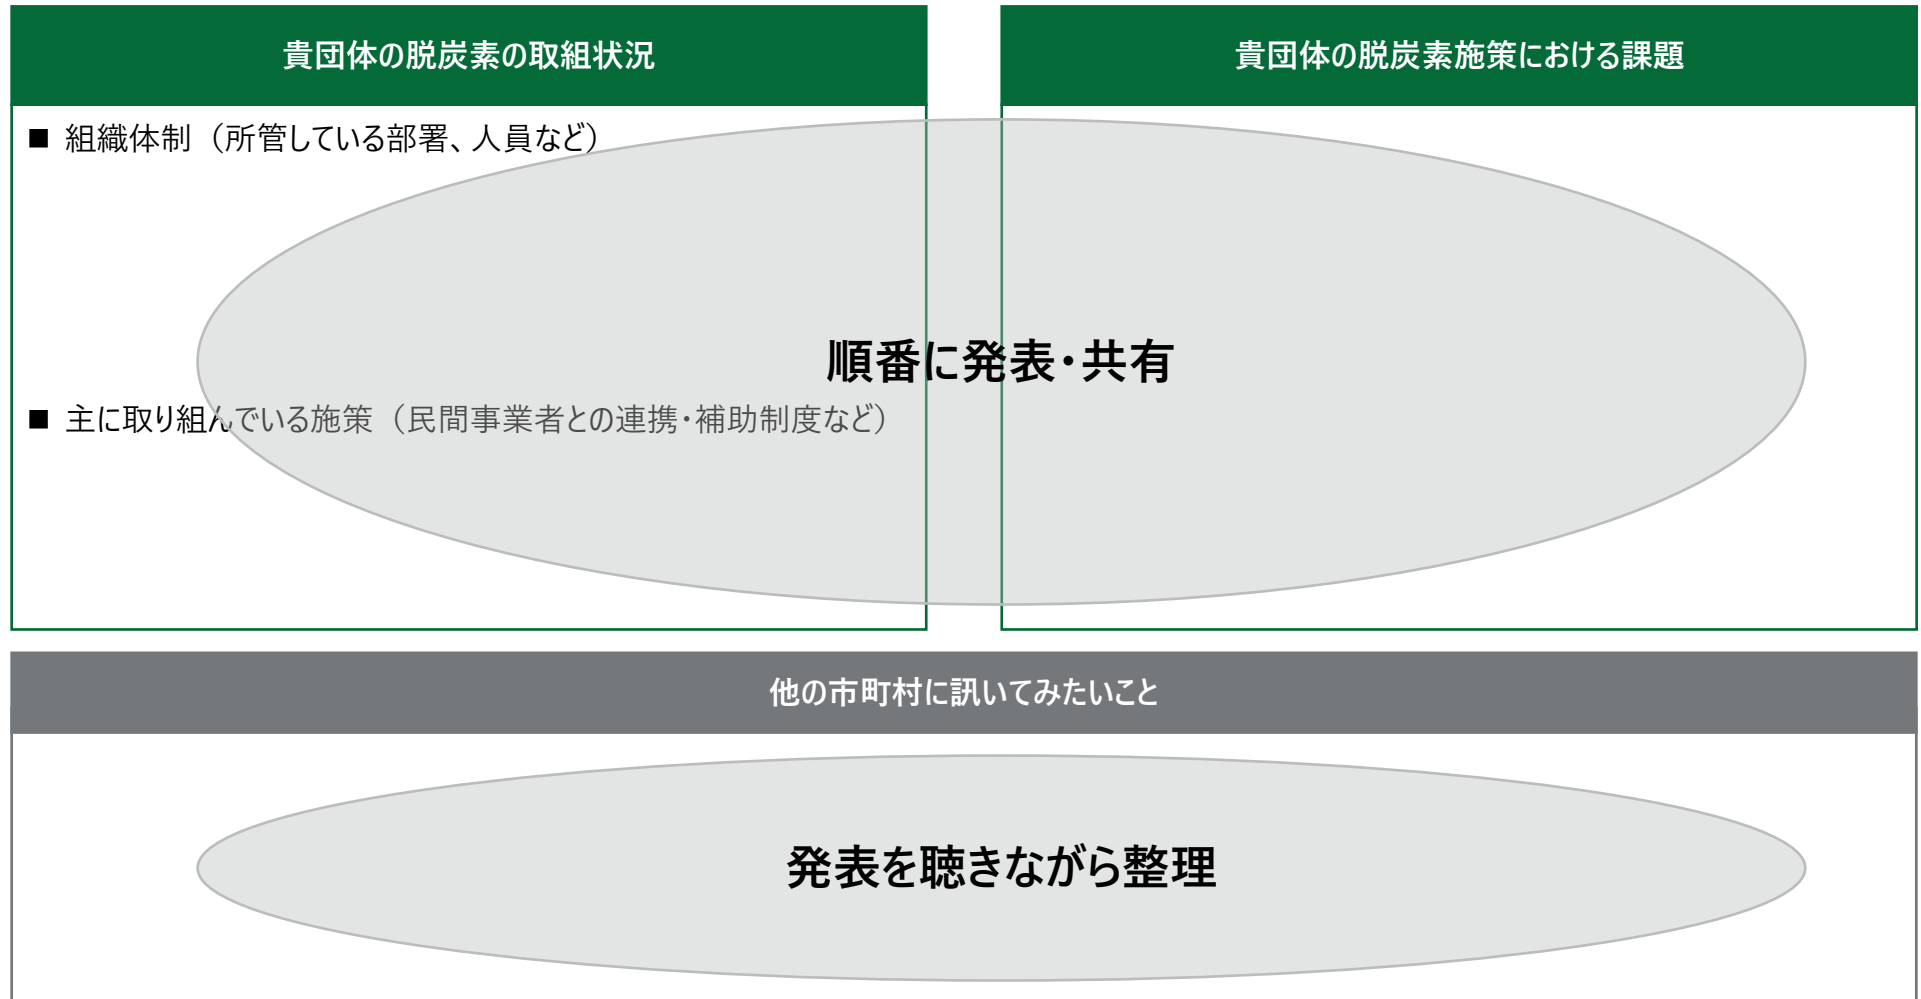 貴団体の脱炭素の取組状況
■ 組織体制（所管している部署、人員など）
■ 主に取り組んでいる施策（民間事業者との連携・補助制度など）
貴団体の脱炭素施策における課題
順番に発表・共有
他の市町村に訊いてみたいこと
発表を聴きながら整理